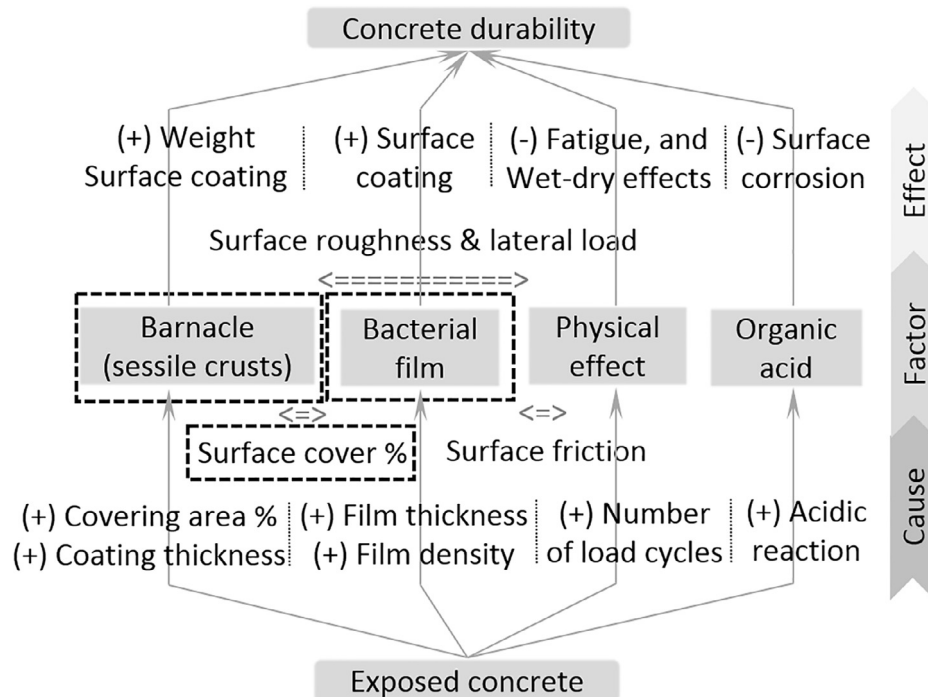 Concrete durability
(+) Weight
Surface coating
(+) Surface
coating
(-) Fatigue, and
Wet-dry effects
(-) Surface
corrosion
Effect
Surface roughness & lateral load
<===========>
Barnacle
(sessile crusts)
Bacterial
film
Physical
effect
Organic
acid
Factor
<=>
<=>
Surface cover %
Surface friction
(+) Covering area %
(+) Coating thickness
(+) Film thickness
(+) Film density
(+) Number
of load cycles
(+) Acidic
reaction
Cause
Exposed concrete